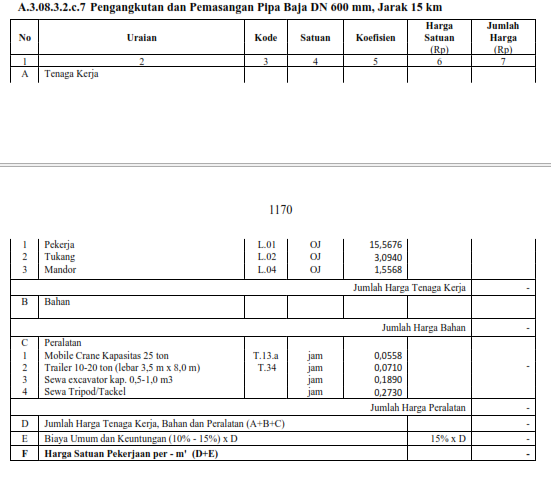 A.3.08.3.2.c.7 Pengangkutan dan Pemasangan Pipa Baja DN 600 mm, Jarak 15 km
No Uraian Kode Satuan Koefisien Harga Satuan (Rp) Jumlah Harga (Rp)
1 2 3 4 5 6 7
A Tenaga Kerja
1170
1 Pekerja L.01 OJ 15,5676
2 Tukang L.02 OJ 3,0940
3 Mandor L.04 OJ 1,5568
Jumlah Harga Tenaga Kerja -
B Bahan
Jumlah Harga Bahan -
C Peralatan
1 Mobile Crane Kapasitas 25 ton T.13.a jam 0,0558
2 Trailer 10-20 ton (lebar 3,5 m x 8,0 m) T.34 jam 0,0710 -
3 Sewa excavator kap. 0,5-1,0 m3 jam 0,1890
4 Sewa Tripod/Tackel jam 0,2730
Jumlah Harga Peralatan -
D Jumlah Harga Tenaga Kerja, Bahan dan Peralatan (A+B+C) -
E Biaya Umum dan Keuntungan (10% - 15%) x D 15% x D -
F Harga Satuan Pekerjaan per - m' (D+E) -